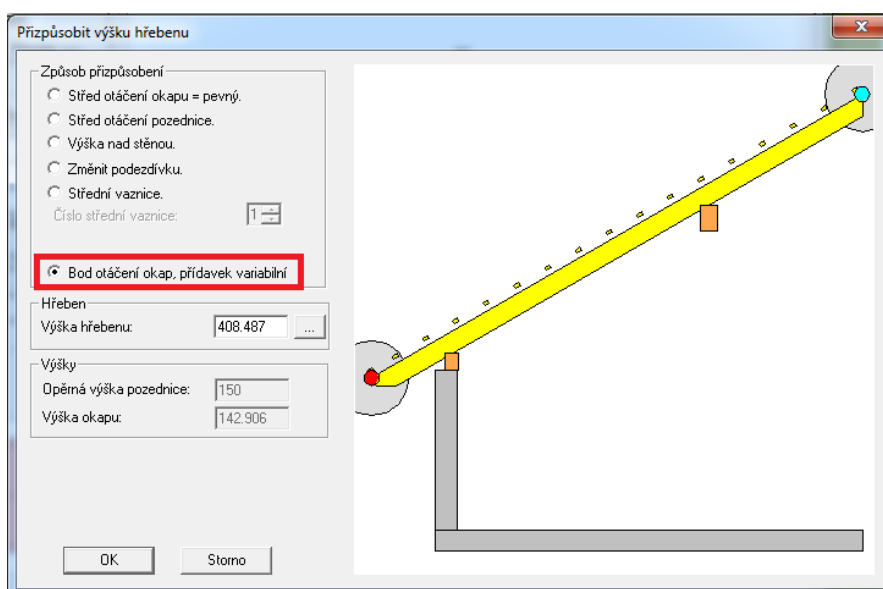 Přizpůsobit výšku hřebenu
Způsob přizpůsobení
Střed otáčení okapu = pevný.
Střed otáčení pozednice.
Výška nad stěnou.
Změnit podezdívku.
Střední vaznice.
Číslo střední vaznice: 1
Bod otáčení okap, přídavek variabilní
Hřeben
Výška hřebenu: 408.487 ...
Výšky
Opěrná výška pozednice: 150
Výška okapu: 142.906
OK Storno